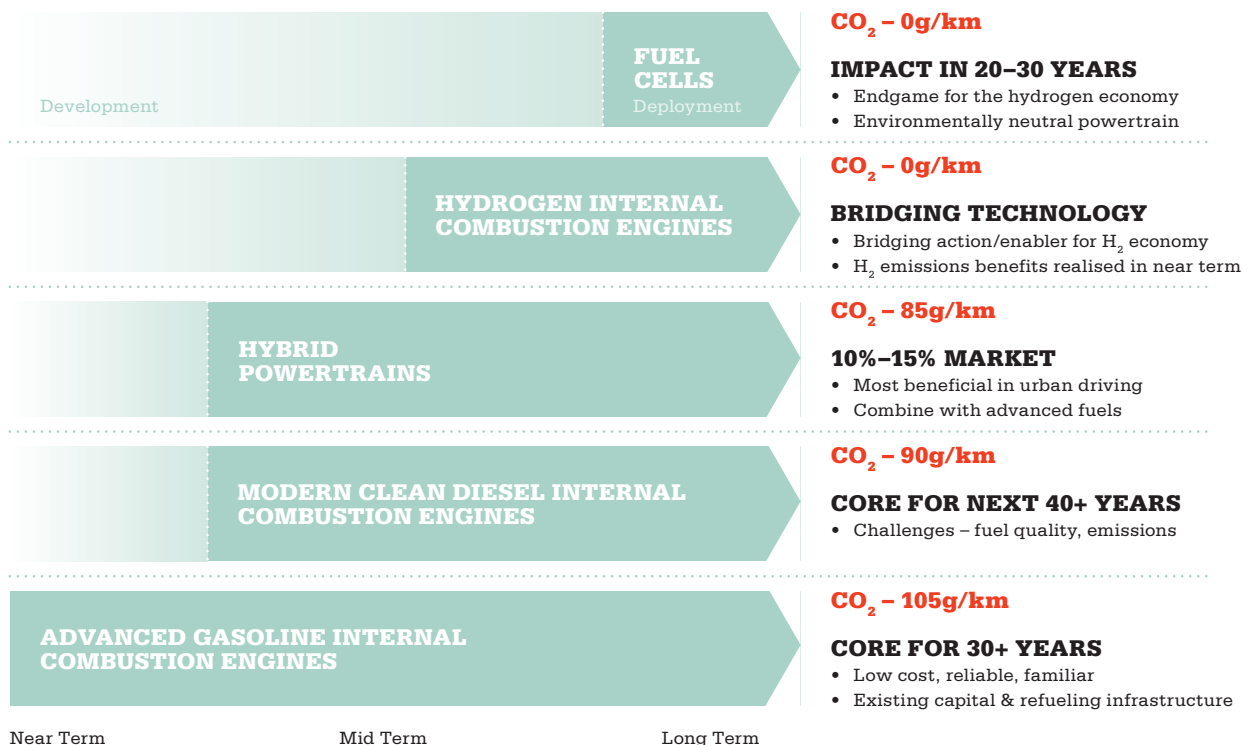 FUEL
CELLS
Development
Deployment
CO₂ – 0g/km
IMPACT IN 20–30 YEARS
• Endgame for the hydrogen economy
• Environmentally neutral powertrain
HYDROGEN INTERNAL
COMBUSTION ENGINES
CO₂ – 0g/km
BRIDGING TECHNOLOGY
• Bridging action/enabler for H₂ economy
• H₂ emissions benefits realised in near term
HYBRID
POWERTRAINS
CO₂ – 85g/km
10%–15% MARKET
• Most beneficial in urban driving
• Combine with advanced fuels
MODERN CLEAN DIESEL INTERNAL
COMBUSTION ENGINES
CO₂ – 90g/km
CORE FOR NEXT 40+ YEARS
• Challenges – fuel quality, emissions
ADVANCED GASOLINE INTERNAL
COMBUSTION ENGINES
CO₂ – 105g/km
CORE FOR 30+ YEARS
• Low cost, reliable, familiar
• Existing capital & refueling infrastructure
Near Term
Mid Term
Long Term